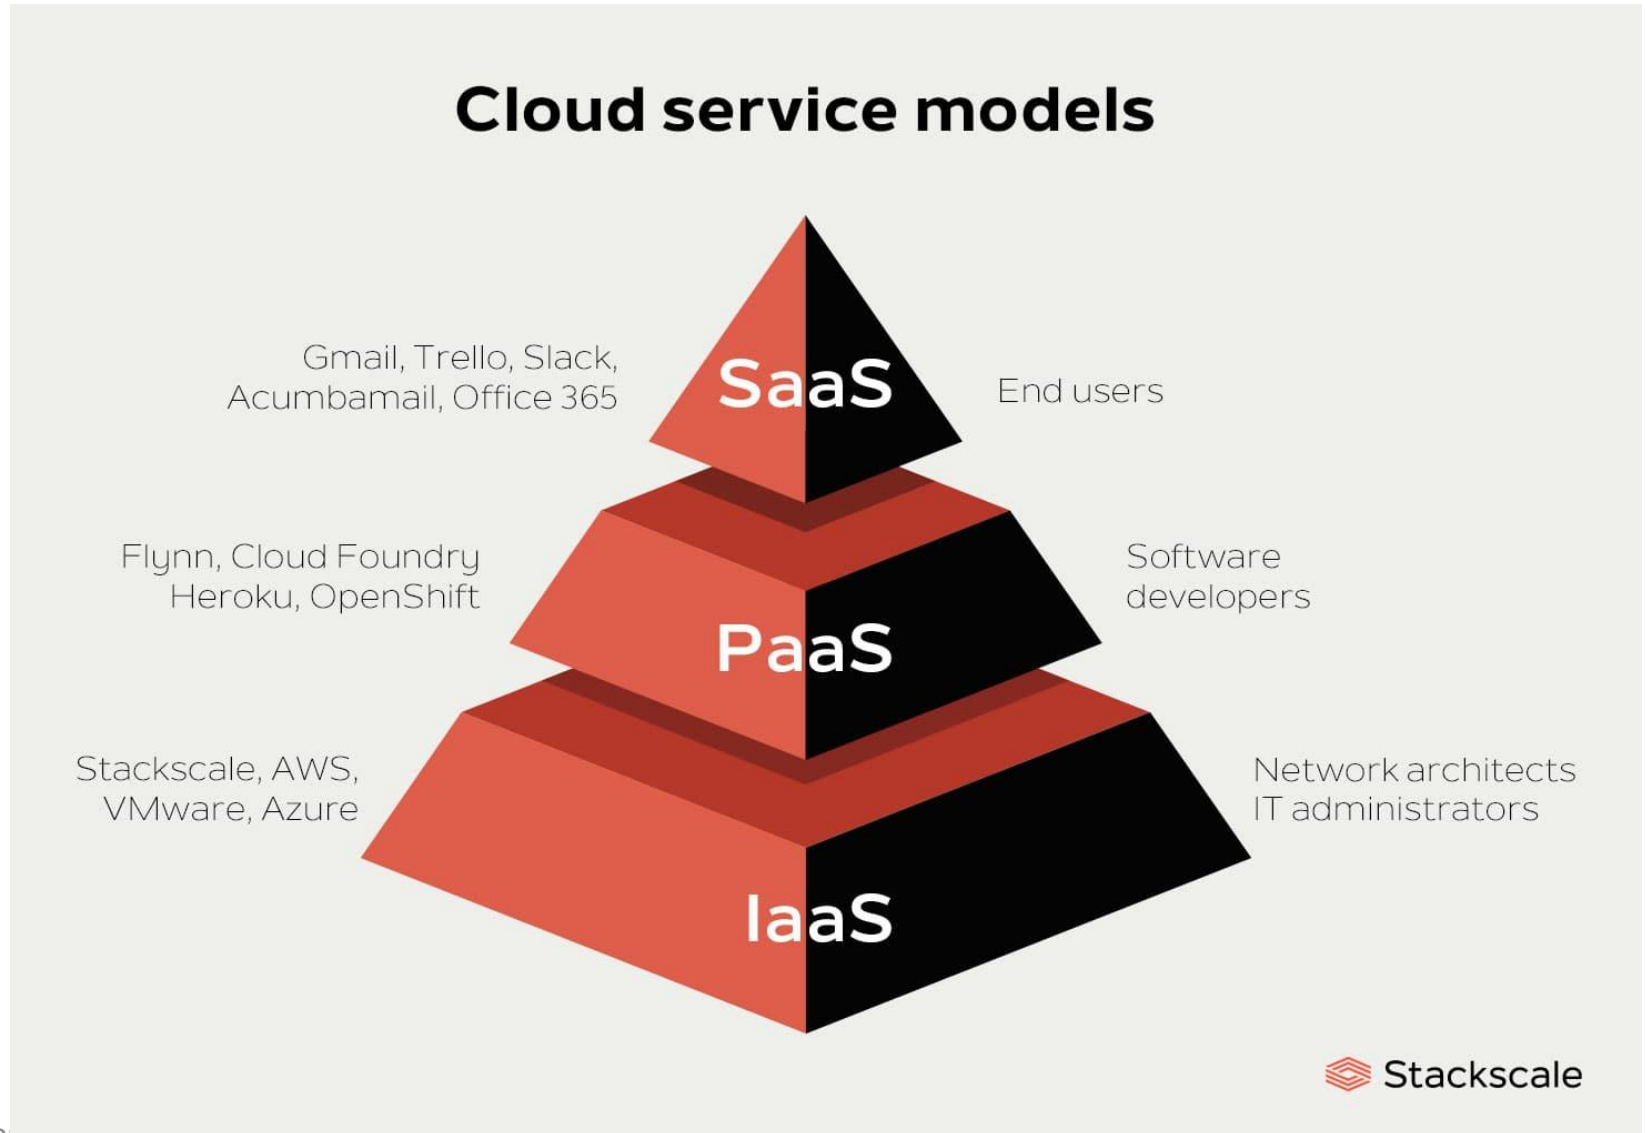 Cloud service models
Gmail, Trello, Slack,
Acumbamail, Office 365
SaaS
End users
Flynn, Cloud Foundry
Heroku, OpenShift
PaaS
Software
developers
Stackscale, AWS,
VMware, Azure
IaaS
Network architects
IT administrators
Stackscale